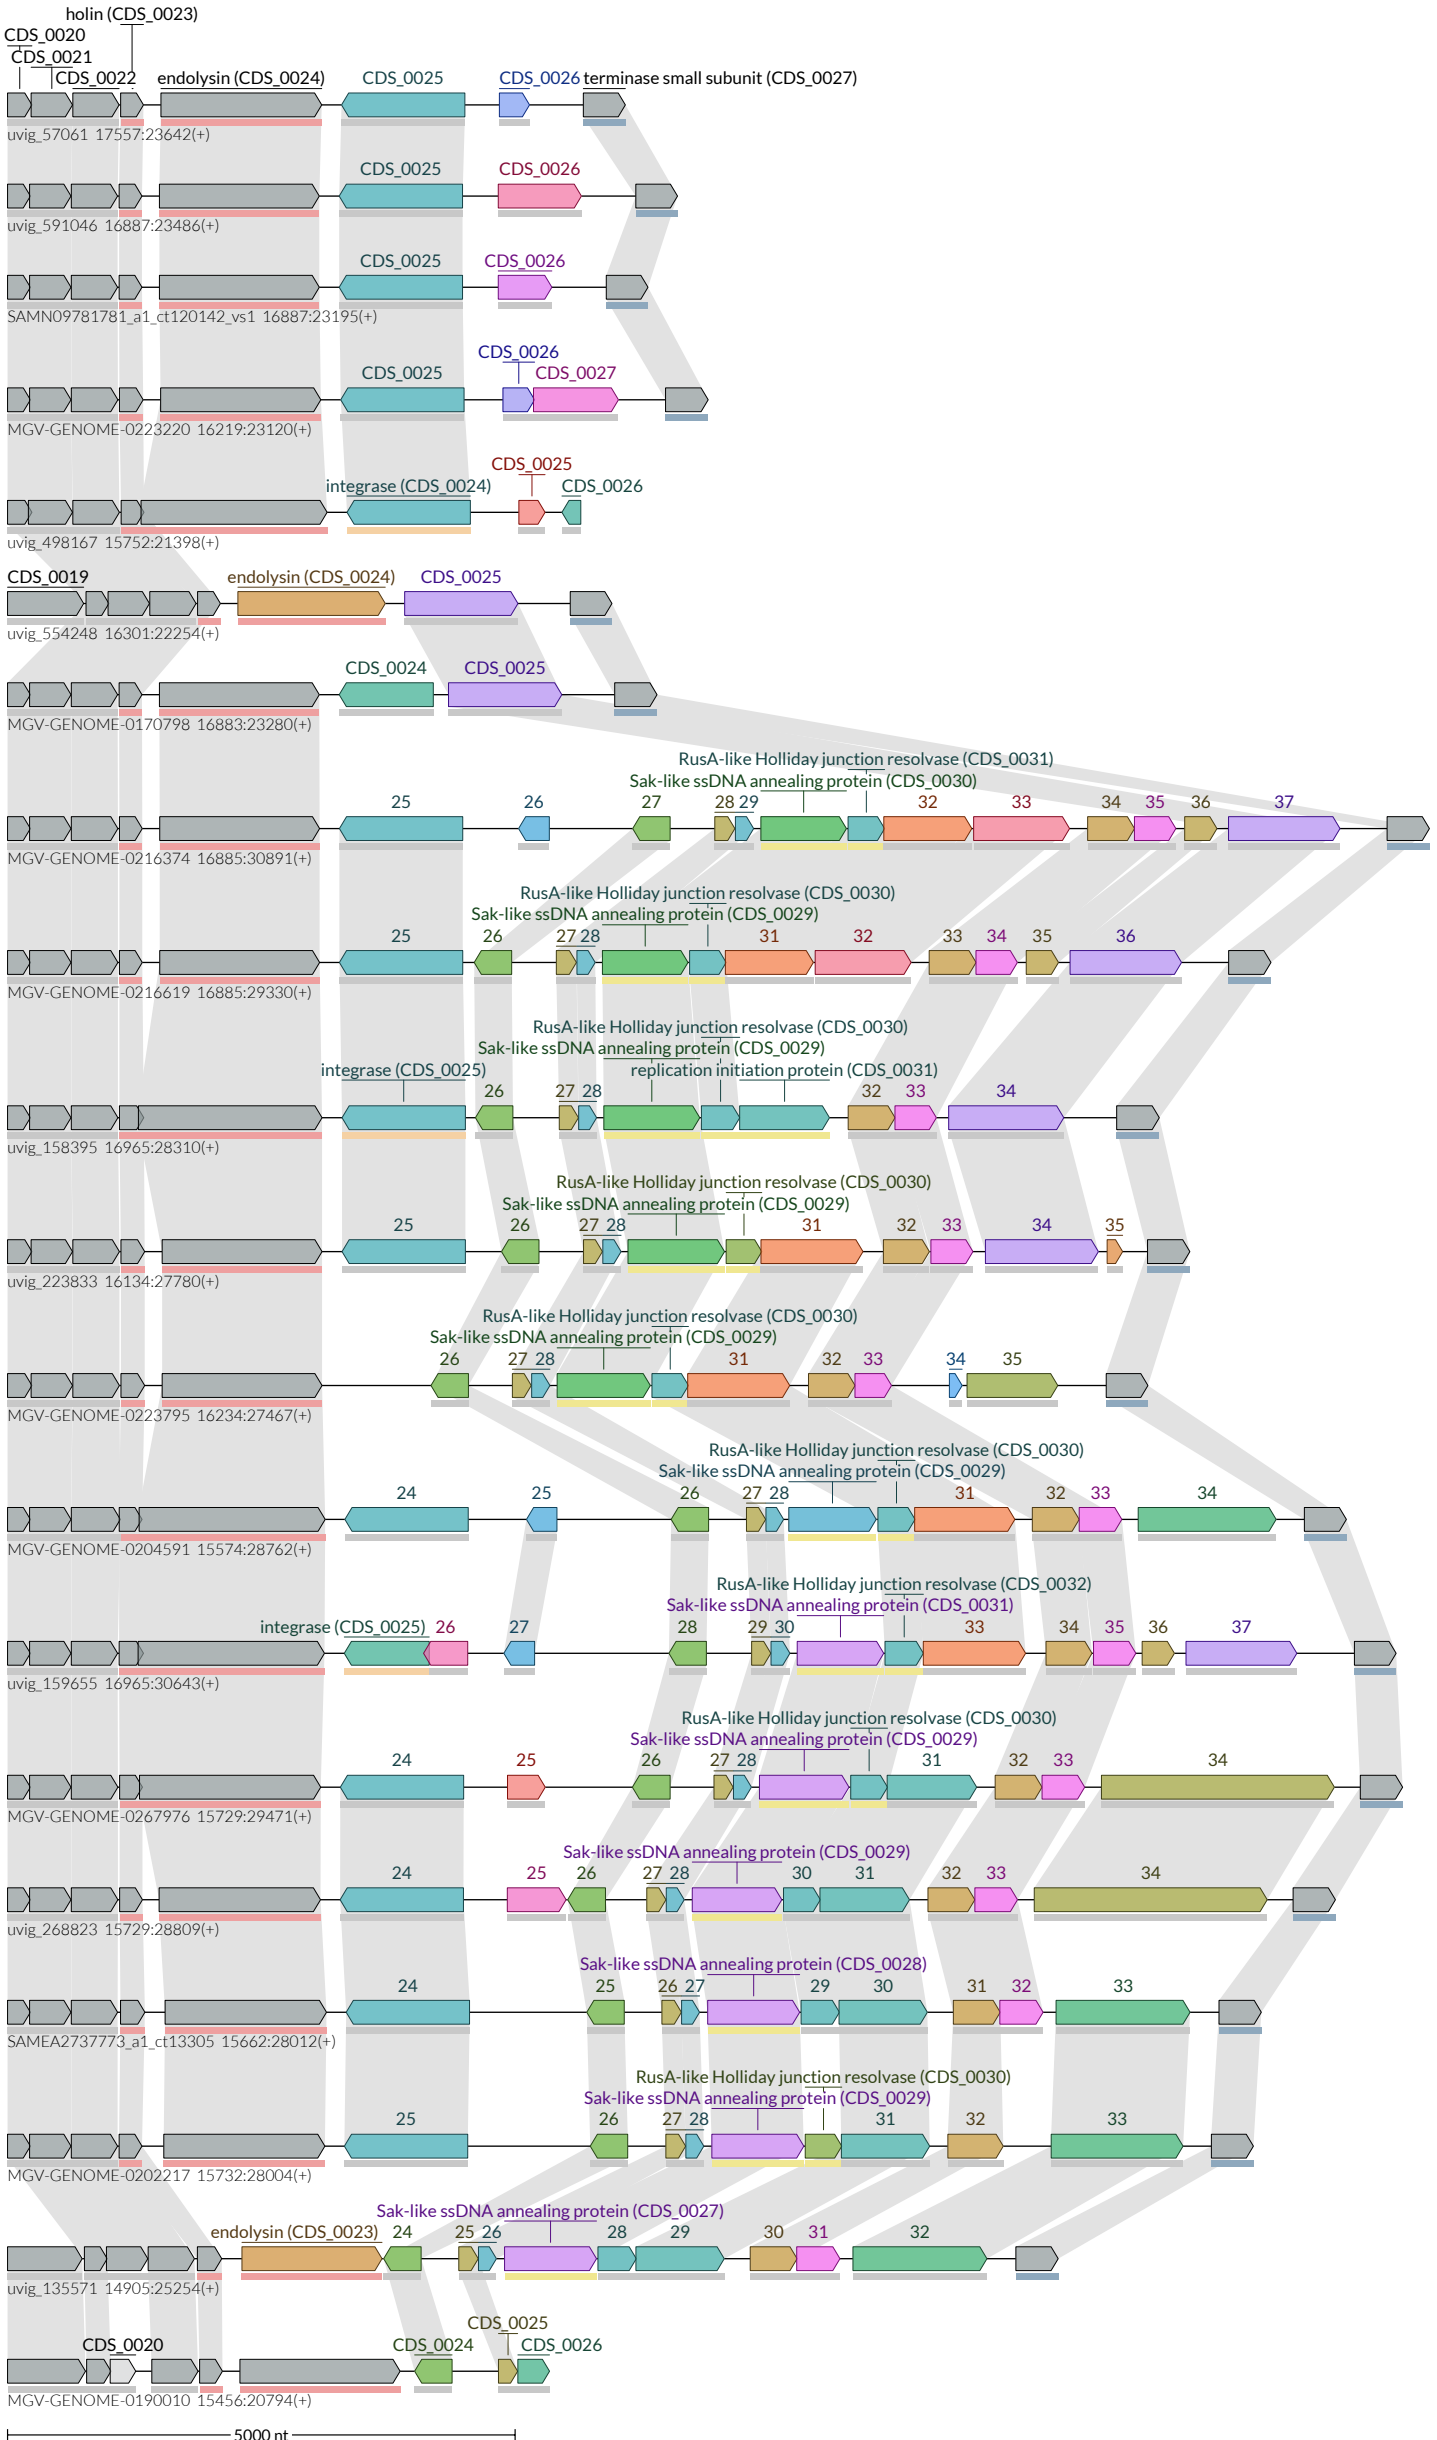 holin (CDS_0023)
CDS_0020
CDS_0021
CDS_0022 endolysin (CDS_0024) CDS_0025 CDS_0026 terminase small subunit (CDS_0027)
uvig_57061 17557:23642(+)
CDS_0025 CDS_0026
uvig_591046 16887:23486(+)
CDS_0025 CDS_0026
SAMN09781781_a1_ct120142_vs1 16887:23195(+)
CDS_0026
CDS_0025 CDS_0027
MGV-GENOME-0223220 16219:23120(+)
CDS_0025
integrase (CDS_0024) CDS_0026
uvig_498167 15752:21398(+)
CDS_0019 endolysin (CDS_0024) CDS_0025
uvig_554248 16301:22254(+)
CDS_0024 CDS_0025
MGV-GENOME-0170798 16883:23280(+)
RusA-like Holliday junction resolvase (CDS_0031)
Sak-like ssDNA annealing protein (CDS_0030)
25 26 27 28 29 32 33 34 35 36 37
MGV-GENOME-0216374 16885:30891(+)
RusA-like Holliday junction resolvase (CDS_0030)
Sak-like ssDNA annealing protein (CDS_0029)
25 26 27 28 31 32 33 34 35 36
MGV-GENOME-0216619 16885:29330(+)
RusA-like Holliday junction resolvase (CDS_0030)
Sak-like ssDNA annealing protein (CDS_0029)
integrase (CDS_0025) replication initiation protein (CDS_0031)
26 27 28 32 33 34
uvig_158395 16965:28310(+)
RusA-like Holliday junction resolvase (CDS_0030)
Sak-like ssDNA annealing protein (CDS_0029)
25 26 27 28 31 32 33 34 35
uvig_223833 16134:27780(+)
RusA-like Holliday junction resolvase (CDS_0030)
Sak-like ssDNA annealing protein (CDS_0029)
26 27 28 31 32 33 34 35
MGV-GENOME-0223795 16234:27467(+)
RusA-like Holliday junction resolvase (CDS_0030)
Sak-like ssDNA annealing protein (CDS_0029)
24 25 26 27 28 31 32 33 34
MGV-GENOME-0204591 15574:28762(+)
RusA-like Holliday junction resolvase (CDS_0032)
Sak-like ssDNA annealing protein (CDS_0031)
integrase (CDS_0025) 26 27 28 29 30 33 34 35 36 37
uvig_159655 16965:30643(+)
RusA-like Holliday junction resolvase (CDS_0030)
Sak-like ssDNA annealing protein (CDS_0029)
24 25 26 27 28 31 32 33 34
MGV-GENOME-0267976 15729:29471(+)
Sak-like ssDNA annealing protein (CDS_0029)
24 25 26 27 28 30 31 32 33 34
uvig_268823 15729:28809(+)
Sak-like ssDNA annealing protein (CDS_0028)
24 25 26 27 29 30 31 32 33
SAMEA2737773_a1_ct13305 15662:28012(+)
RusA-like Holliday junction resolvase (CDS_0030)
Sak-like ssDNA annealing protein (CDS_0029)
25 26 27 28 31 32 33
MGV-GENOME-0202217 15732:28004(+)
Sak-like ssDNA annealing protein (CDS_0027)
endolysin (CDS_0023) 24 25 26 28 29 30 31 32
uvig_135571 14905:25254(+)
CDS_0025
CDS_0020 CDS_0024 CDS_0026
MGV-GENOME-0190010 15456:20794(+)
5000 nt